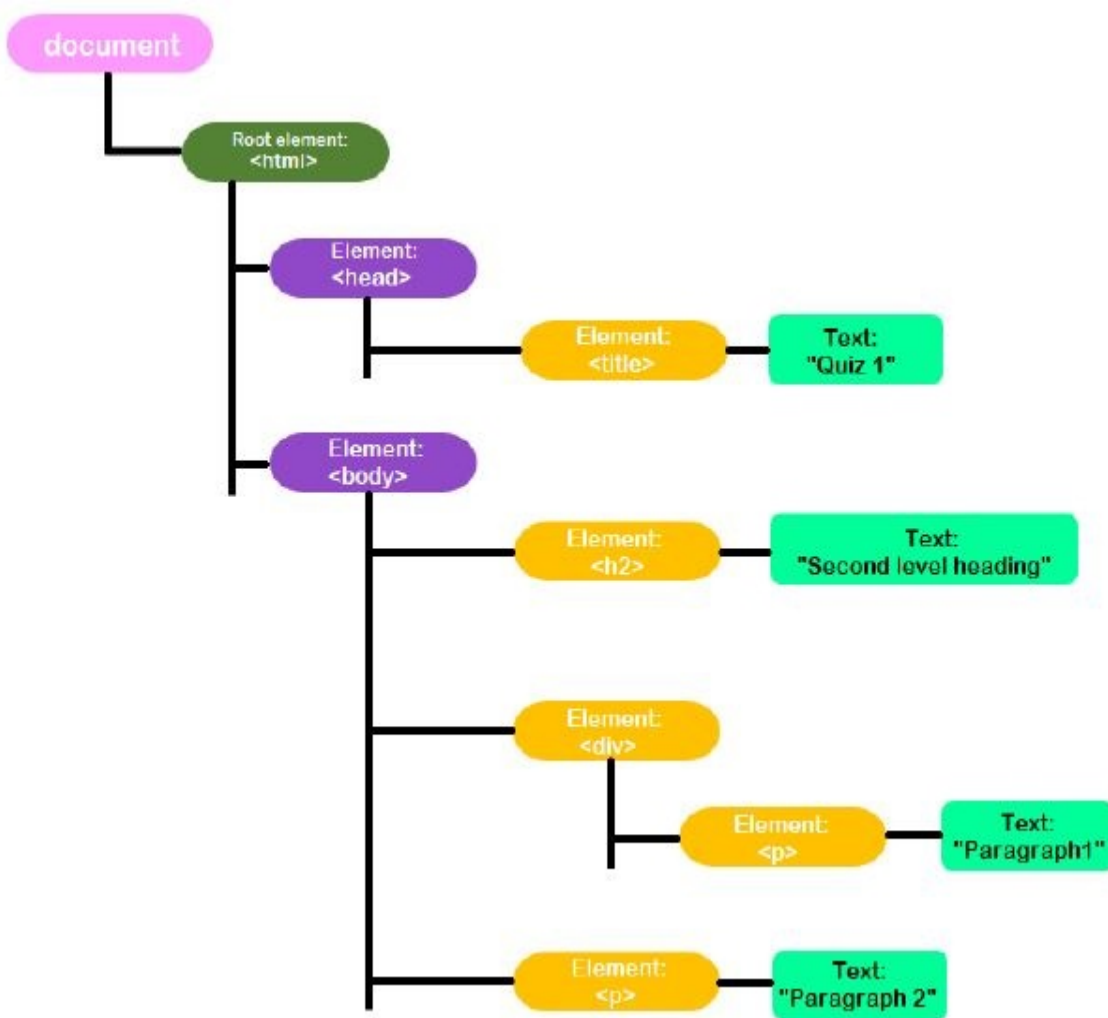 document
Root element:
<html>
Element:
<head>
Element:
<title>
Text:
"Quiz 1"
Element:
<body>
Element:
<h2>
Text:
"Second level heading"
Element:
<div>
Element:
<p>
Text:
"Paragraph1"
Element:
<p>
Text:
"Paragraph 2"